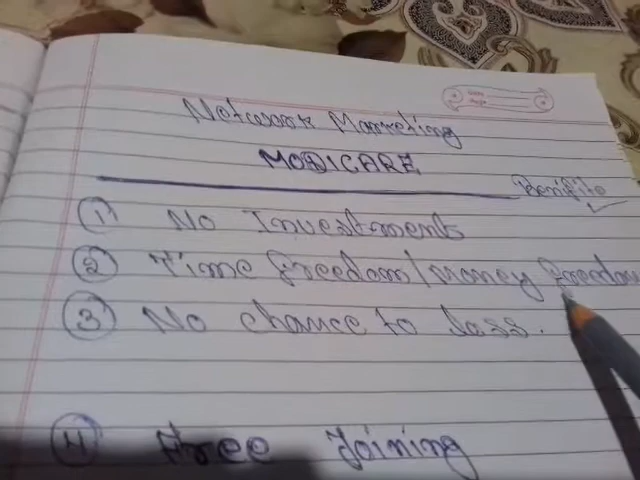 Network Marketing
MODICARE
Benifits
① No Investments
② Time freedom/money freedom
③ No chance to loss.
④ Free Joining